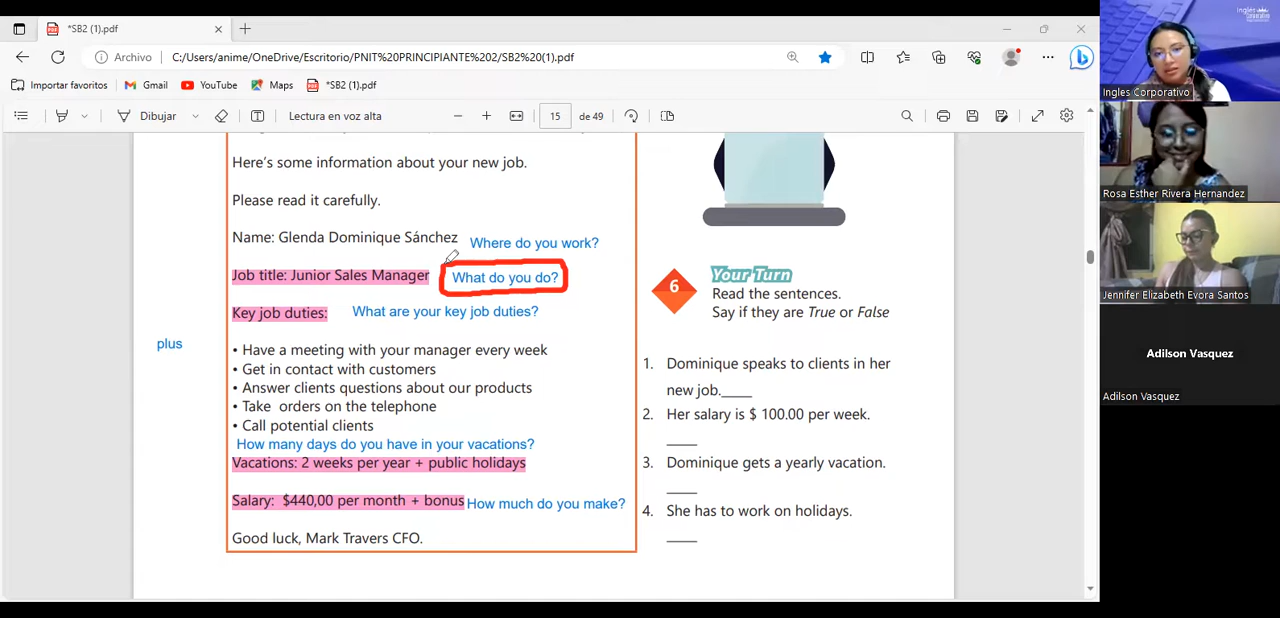 *SB2 (1).pdf
Archivo
C:/Users/anime/OneDrive/Escritorio/PNIT%20PRINCIPIANTE%202/SB2%20(1).pdf
Importar favoritos
Gmail
YouTube
Maps
*SB2 (1).pdf
Dibujar
Lectura en voz alta
15
de 49
Here's some information about your new job.
Please read it carefully.
Name: Glenda Dominique Sánchez
Where do you work?
Job title: Junior Sales Manager
What do you do?
Key job duties:
What are your key job duties?
plus
• Have a meeting with your manager every week
• Get in contact with customers
• Answer clients questions about our products
• Take orders on the telephone
• Call potential clients
How many days do you have in your vacations?
Vacations: 2 weeks per year + public holidays
Salary: $440,00 per month + bonus
How much do you make?
Good luck, Mark Travers CFO.
6
Your Turn
Read the sentences.
Say if they are True or False
1. Dominique speaks to clients in her
new job.____
2. Her salary is $ 100.00 per week.
____
3. Dominique gets a yearly vacation.
____
4. She has to work on holidays.
____
ingles
Ingles Corporativo
Rosa Esther Rivera Hernandez
Jennifer Elizabeth Evora Santos
Adilson Vasquez
Adilson Vasquez